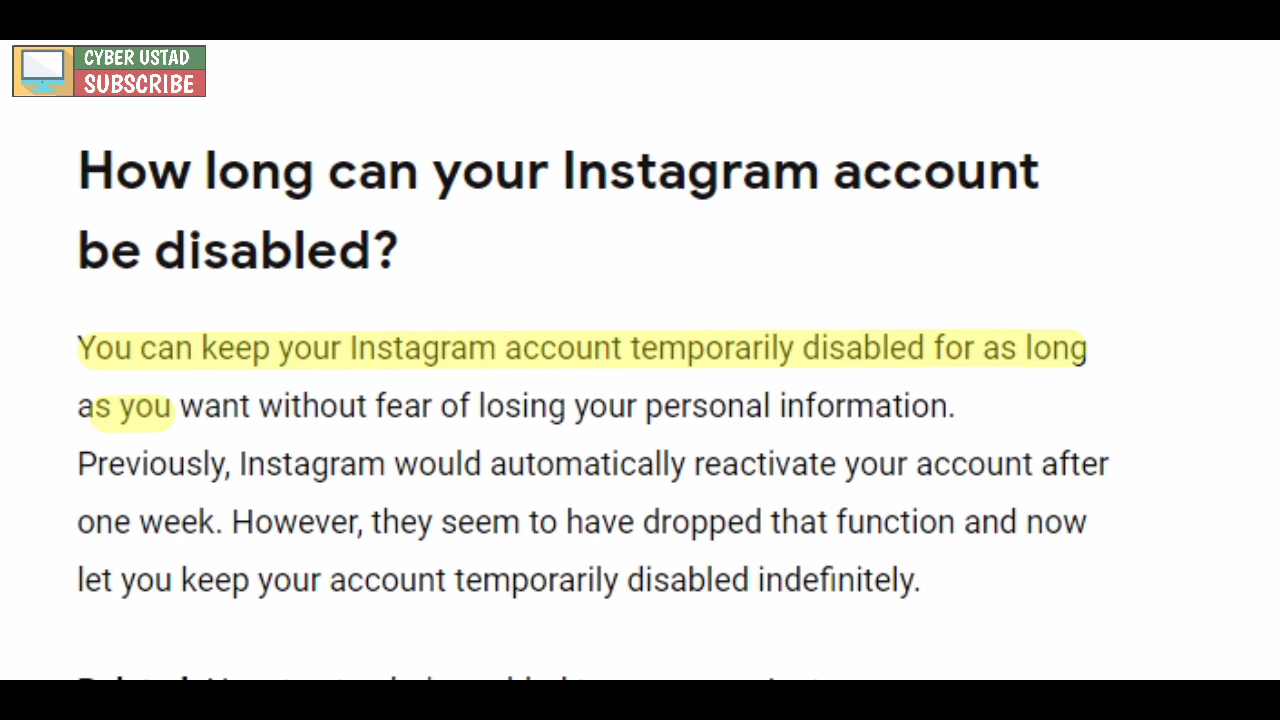 CYBER USTAD
SUBSCRIBE
How long can your Instagram account
be disabled?
You can keep your Instagram account temporarily disabled for as long
as you want without fear of losing your personal information.
Previously, Instagram would automatically reactivate your account after
one week. However, they seem to have dropped that function and now
let you keep your account temporarily disabled indefinitely.